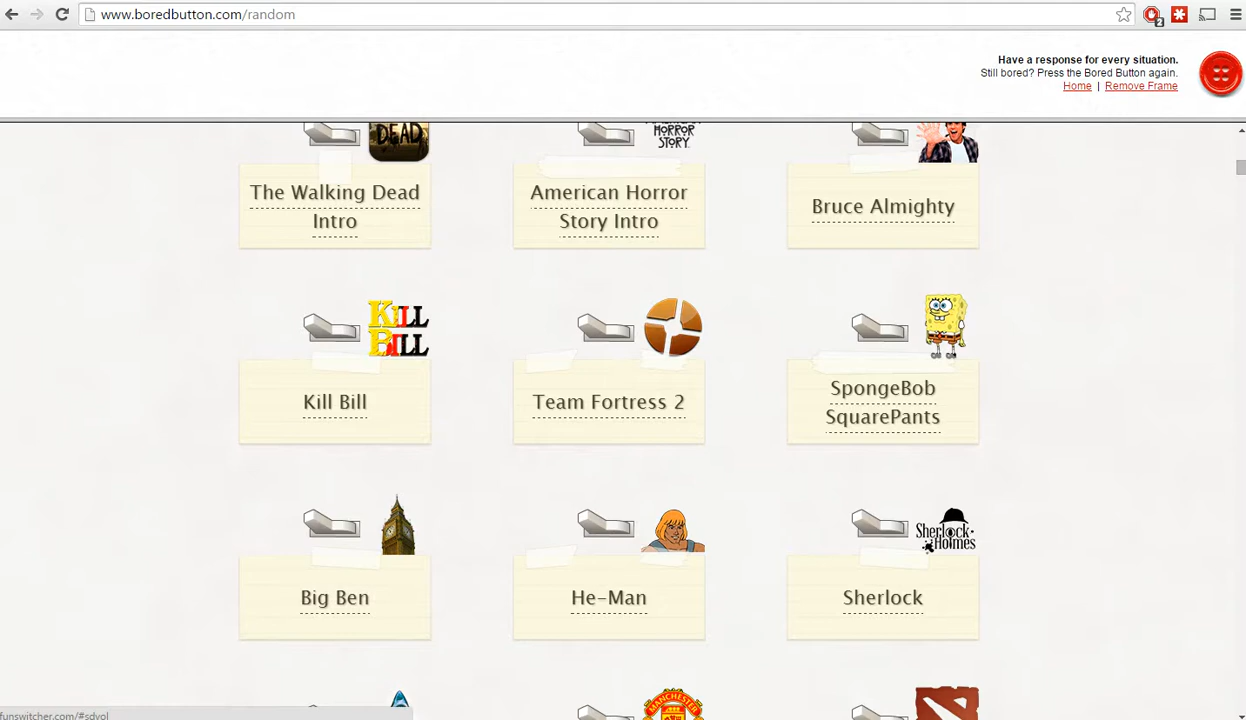 www.boredbutton.com/random
2
Have a response for every situation.
Still bored? Press the Bored Button again.
Home | Remove Frame
DEAD
HORROR
STORY
The Walking Dead
Intro
American Horror
Story Intro
Bruce Almighty
KILL
BILL
Kill Bill
Team Fortress 2
SpongeBob
SquarePants
Sherlock
Holmes
Big Ben
He-Man
Sherlock
MANCHESTER
funswitcher.com/#sdvol